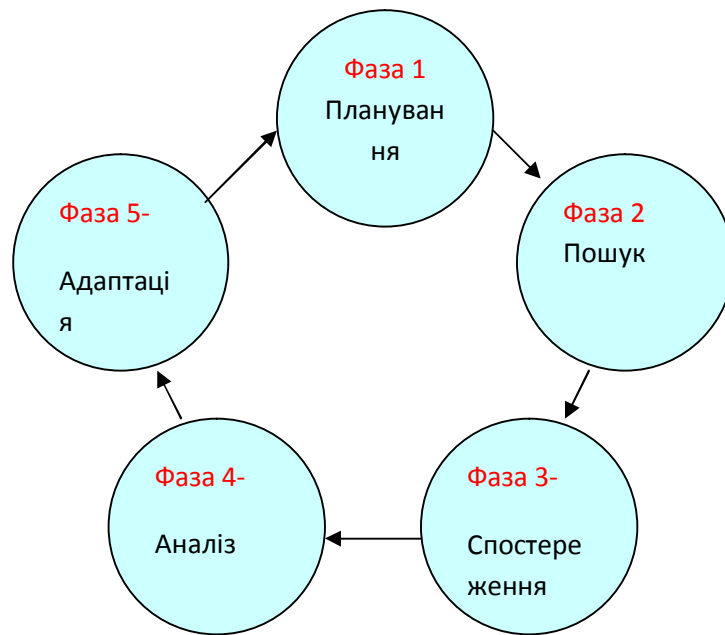 Фаза 1
Плануван
ня
Фаза 2
Пошук
Фаза 3-
Спостере
ження
Фаза 4-
Аналіз
Фаза 5-
Адаптаці
я